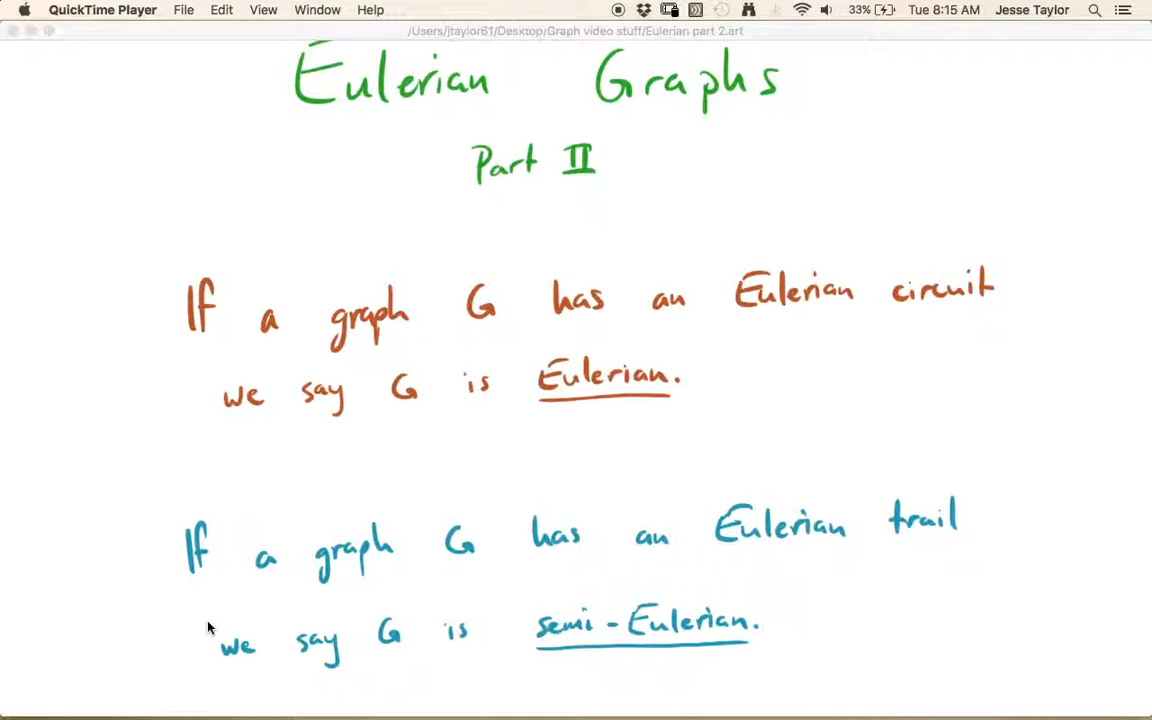 QuickTime Player File Edit View Window Help 33% Tue 8:15 AM Jesse Taylor
/Users/jtaylor61/Desktop/Graph video stuff/Eulerian part 2.art
Eulerian Graphs
Part II
If a graph G has an Eulerian circuit
we say G is Eulerian.
If a graph G has an Eulerian trail
we say G is semi-Eulerian.